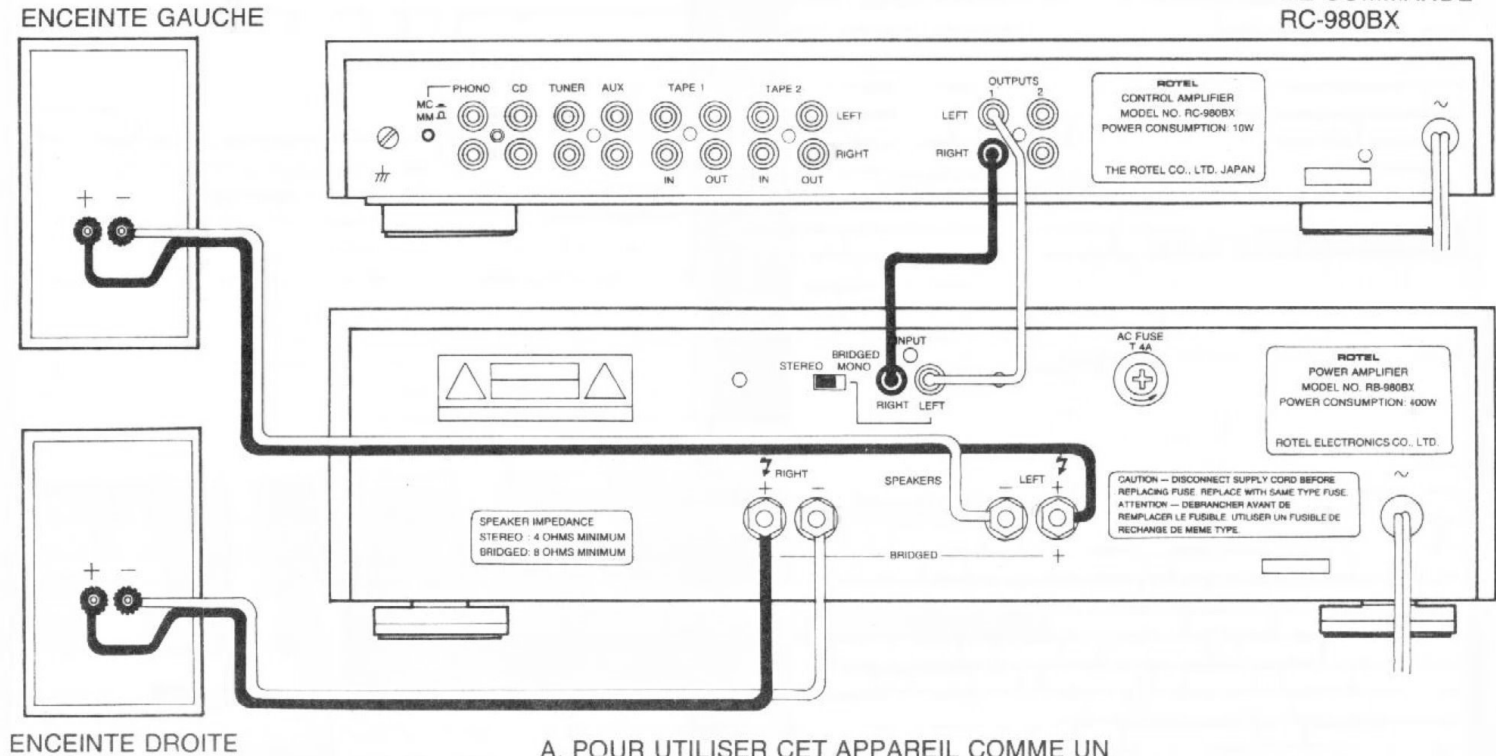 ENCEINTE GAUCHE
RC-980BX
PHONO CD TUNER AUX TAPE 1 TAPE 2
MC
MM
LEFT
RIGHT
IN OUT IN OUT
OUTPUTS
1 2
LEFT
RIGHT
ROTEL
CONTROL AMPLIFIER
MODEL NO. RC-980BX
POWER CONSUMPTION: 10W
THE ROTEL CO., LTD. JAPAN
~
+ −
INPUT
STEREO BRIDGED
MONO
RIGHT LEFT
AC FUSE
T 4A
ROTEL
POWER AMPLIFIER
MODEL NO. RB-980BX
POWER CONSUMPTION: 400W
ROTEL ELECTRONICS CO., LTD.
RIGHT SPEAKERS LEFT
+ − − +
BRIDGED
− +
SPEAKER IMPEDANCE
STEREO : 4 OHMS MINIMUM
BRIDGED: 8 OHMS MINIMUM
CAUTION — DISCONNECT SUPPLY CORD BEFORE
REPLACING FUSE. REPLACE WITH SAME TYPE FUSE.
ATTENTION — DEBRANCHER AVANT DE
REMPLACER LE FUSIBLE. UTILISER UN FUSIBLE DE
RECHANGE DE MEME TYPE.
~
+ −
ENCEINTE DROITE
A. POUR UTILISER CET APPAREIL COMME UN